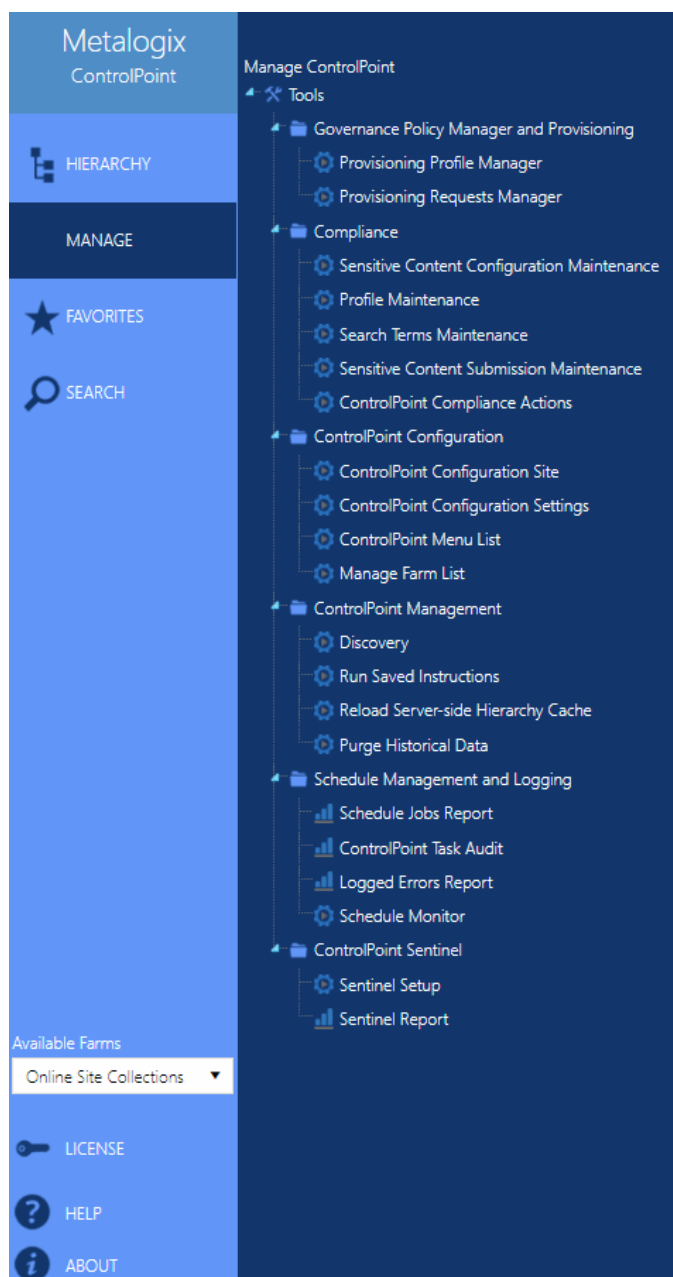 Metalogix
ControlPoint
HIERARCHY
MANAGE
FAVORITES
SEARCH
Available Farms
Online Site Collections
LICENSE
HELP
ABOUT
Manage ControlPoint
Tools
Governance Policy Manager and Provisioning
Provisioning Profile Manager
Provisioning Requests Manager
Compliance
Sensitive Content Configuration Maintenance
Profile Maintenance
Search Terms Maintenance
Sensitive Content Submission Maintenance
ControlPoint Compliance Actions
ControlPoint Configuration
ControlPoint Configuration Site
ControlPoint Configuration Settings
ControlPoint Menu List
Manage Farm List
ControlPoint Management
Discovery
Run Saved Instructions
Reload Server-side Hierarchy Cache
Purge Historical Data
Schedule Management and Logging
Schedule Jobs Report
ControlPoint Task Audit
Logged Errors Report
Schedule Monitor
ControlPoint Sentinel
Sentinel Setup
Sentinel Report